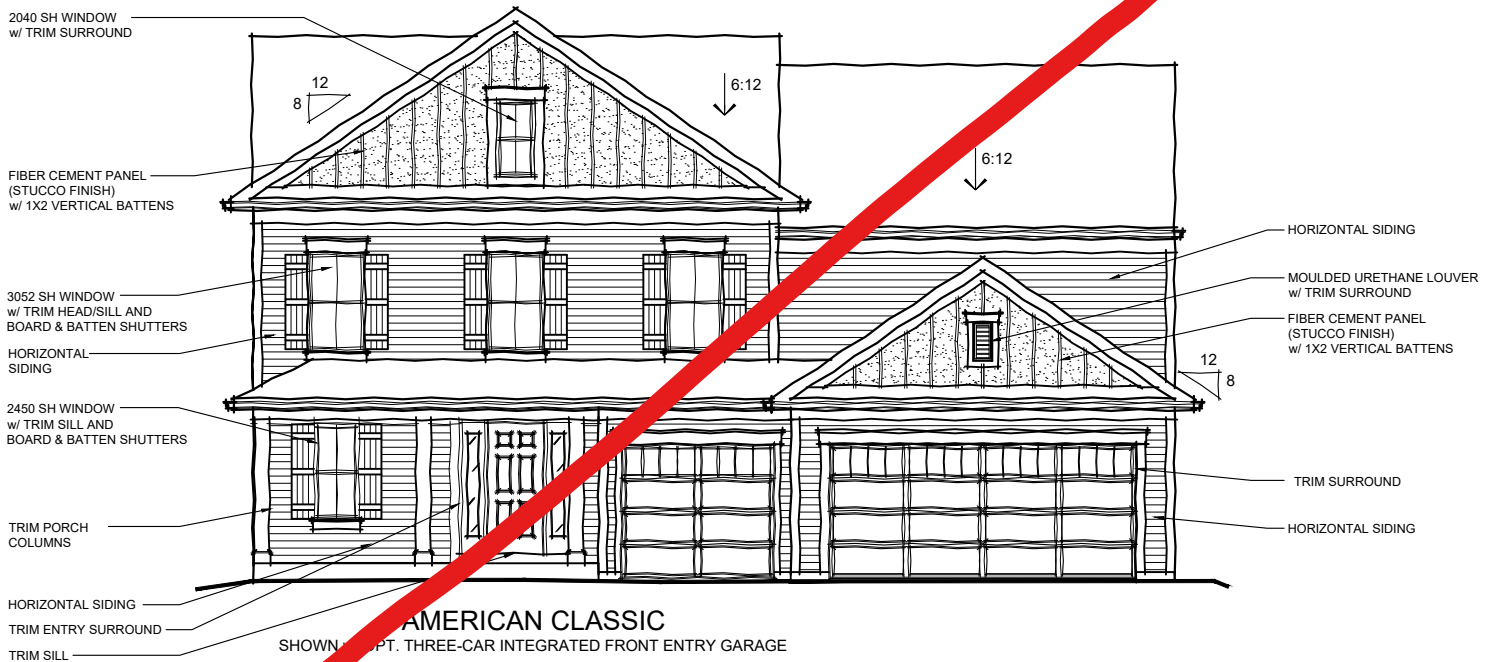 2040 SH WINDOW
w/ TRIM SURROUND
12
8
6:12
6:12
FIBER CEMENT PANEL
(STUCCO FINISH)
w/ 1X2 VERTICAL BATTENS
3052 SH WINDOW
w/ TRIM HEAD/SILL AND
BOARD & BATTEN SHUTTERS
HORIZONTAL
SIDING
2450 SH WINDOW
w/ TRIM SILL AND
BOARD & BATTEN SHUTTERS
TRIM PORCH
COLUMNS
HORIZONTAL SIDING
TRIM ENTRY SURROUND
TRIM SILL
HORIZONTAL SIDING
MOULDED URETHANE LOUVER
w/ TRIM SURROUND
FIBER CEMENT PANEL
(STUCCO FINISH)
w/ 1X2 VERTICAL BATTENS
12
8
TRIM SURROUND
HORIZONTAL SIDING
AMERICAN CLASSIC
SHOWN THREE-CAR INTEGRATED FRONT ENTRY GARAGE